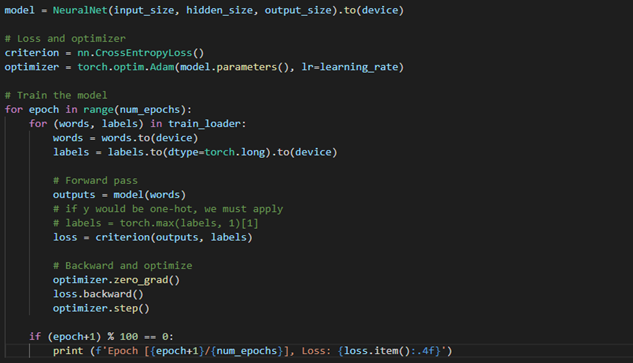 model = NeuralNet(input_size, hidden_size, output_size).to(device)
# Loss and optimizer
criterion = nn.CrossEntropyLoss()
optimizer = torch.optim.Adam(model.parameters(), lr=learning_rate)
# Train the model
for epoch in range(num_epochs):
    for (words, labels) in train_loader:
        words = words.to(device)
        labels = labels.to(dtype=torch.long).to(device)
        # Forward pass
        outputs = model(words)
        # if y would be one-hot, we must apply
        # labels = torch.max(labels, 1)[1]
        loss = criterion(outputs, labels)
        # Backward and optimize
        optimizer.zero_grad()
        loss.backward()
        optimizer.step()
    if (epoch+1) % 100 == 0:
        print (f'Epoch [{epoch+1}/{num_epochs}], Loss: {loss.item():.4f}')